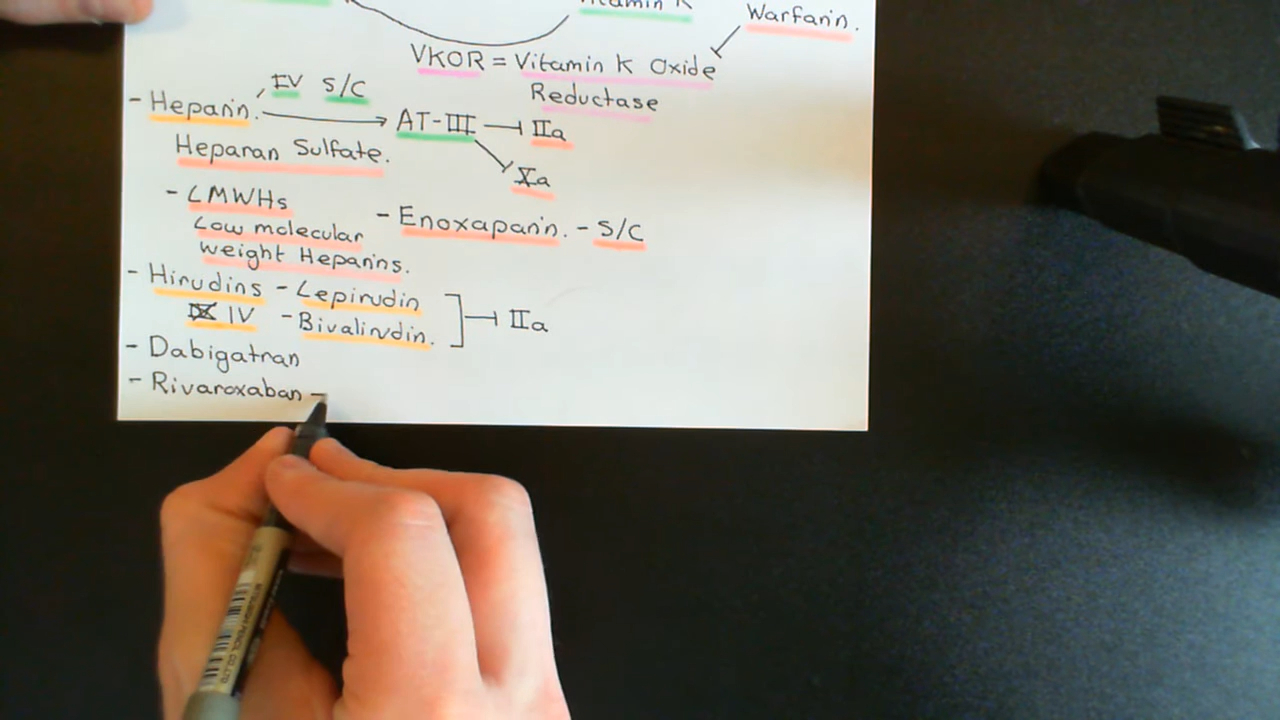 Vitamin K
Warfarin.
VKOR = Vitamin K Oxide
Reductase
- Heparin. IV S/C
AT-III IIa
Heparan Sulfate.
Xa
- LMWHs
Low molecular
weight Heparins.
- Enoxaparin. - S/C
- Hirudins - Lepirudin
IV - Bivalirudin.
IIa
- Dabigatran
- Rivaroxaban -